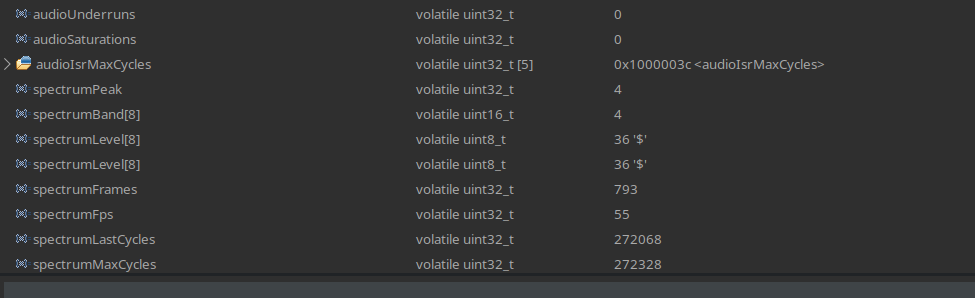 audioUnderruns volatile uint32_t 0
audioSaturations volatile uint32_t 0
audioIsrMaxCycles volatile uint32_t [5] 0x1000003c <audioIsrMaxCycles>
spectrumPeak volatile uint32_t 4
spectrumBand[8] volatile uint16_t 4
spectrumLevel[8] volatile uint8_t 36 '$'
spectrumLevel[8] volatile uint8_t 36 '$'
spectrumFrames volatile uint32_t 793
spectrumFps volatile uint32_t 55
spectrumLastCycles volatile uint32_t 272068
spectrumMaxCycles volatile uint32_t 272328